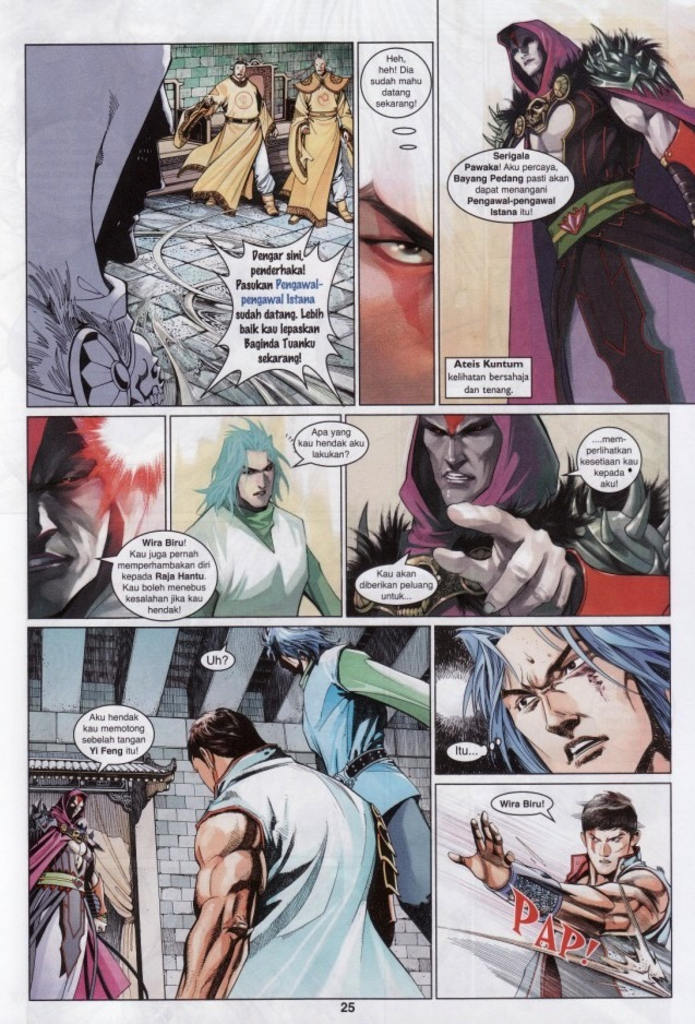 Dengar sini,
penderhaka!
Pasukan Pengawal-
pengawal Istana
sudah datang. Lebih
baik kau lepaskan
Baginda Tuanku
sekarang!
Heh,
heh! Dia
sudah mahu
datang
sekarang!
Serigala
Pawaka! Aku percaya,
Bayang Pedang pasti akan
dapat menangani
Pengawal-pengawal
Istana itu!
Ateis Kuntum
kelihatan bersahaja
dan tenang.
Wira Biru!
Kau juga pernah
memperhambakan diri
kepada Raja Hantu.
Kau boleh menebus
kesalahan jika kau
hendak!
Apa yang
kau hendak aku
lakukan?
Kau akan
diberikan peluang
untuk...
....mem-
perlihatkan
kesetiaan kau
kepada
aku!
Aku hendak
kau memotong
sebelah tangan
Yi Feng itu!
Uh?
Itu...
Wira Biru!
PAP!
25